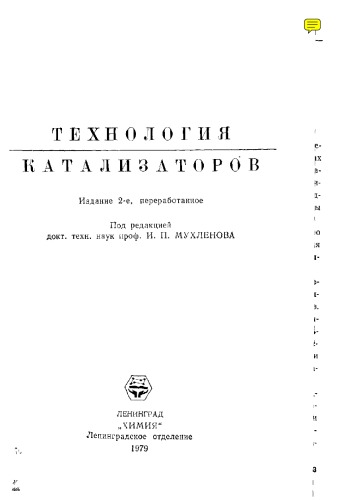 ТЕХНОЛОГИЯ
КАТАЛИЗАТОРОВ
Издание 2-е, переработанное
Под редакцией
докт. техн. наук проф. И. П. МУХЛЕНОВА
ЛЕНИНГРАД
„ХИМИЯ“
Ленинградское отделение
1979